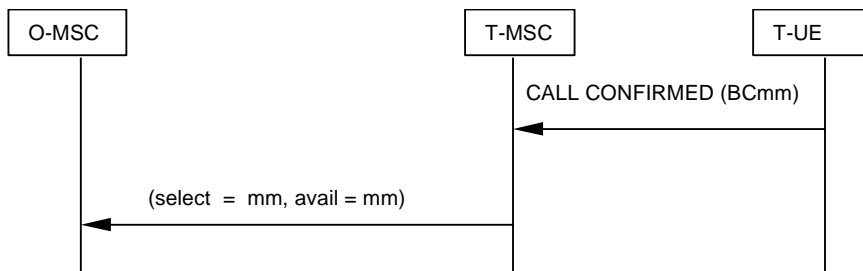 O-MSC
T-MSC
T-UE
CALL CONFIRMED (BCmm)
(select = mm, avail = mm)